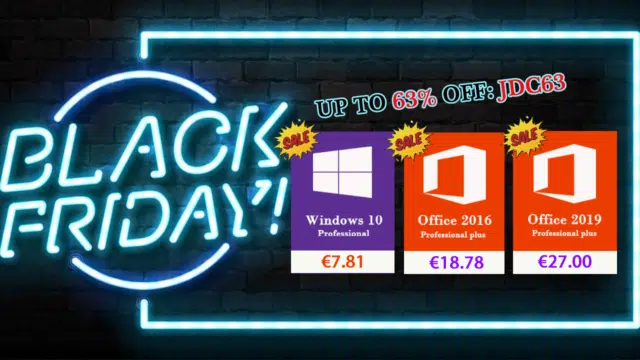 BLACK
FRIDAY!
UP TO 63% OFF: JDC63
SALE
SALE
SALE
Windows 10
Professional
€7.81
Office 2016
Professional plus
€18.78
Office 2019
Professional plus
€27.00